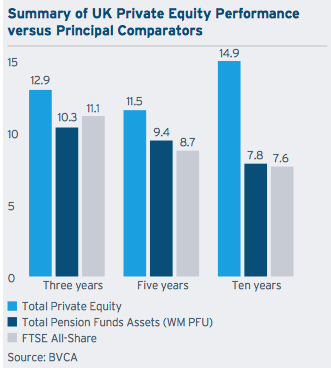 Summary of UK Private Equity Performance
versus Principal Comparators
15
10
5
0
12.9
10.3
11.1
11.5
9.4
8.7
14.9
7.8
7.6
Three years
Five years
Ten years
Total Private Equity
Total Pension Funds Assets (WM PFU)
FTSE All-Share
Source: BVCA